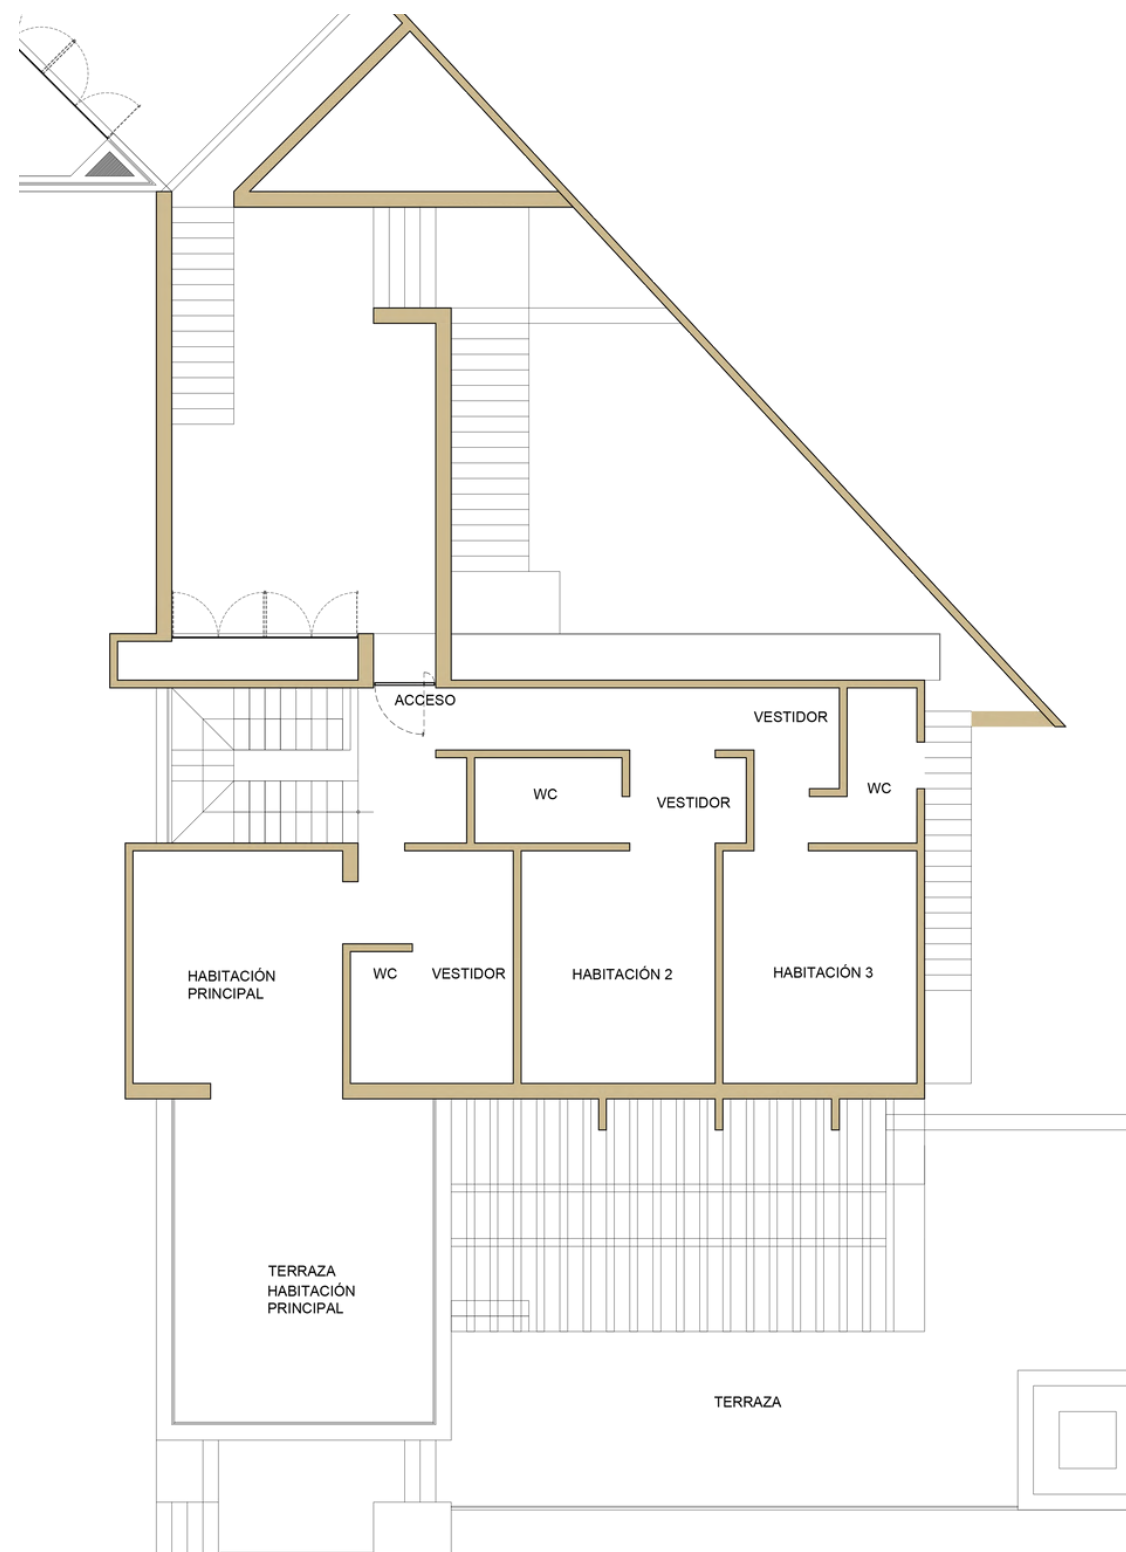 ACCESO
VESTIDOR
WC
WC
VESTIDOR
HABITACIÓN
PRINCIPAL
WC
VESTIDOR
HABITACIÓN 2
HABITACIÓN 3
TERRAZA
HABITACIÓN
PRINCIPAL
TERRAZA